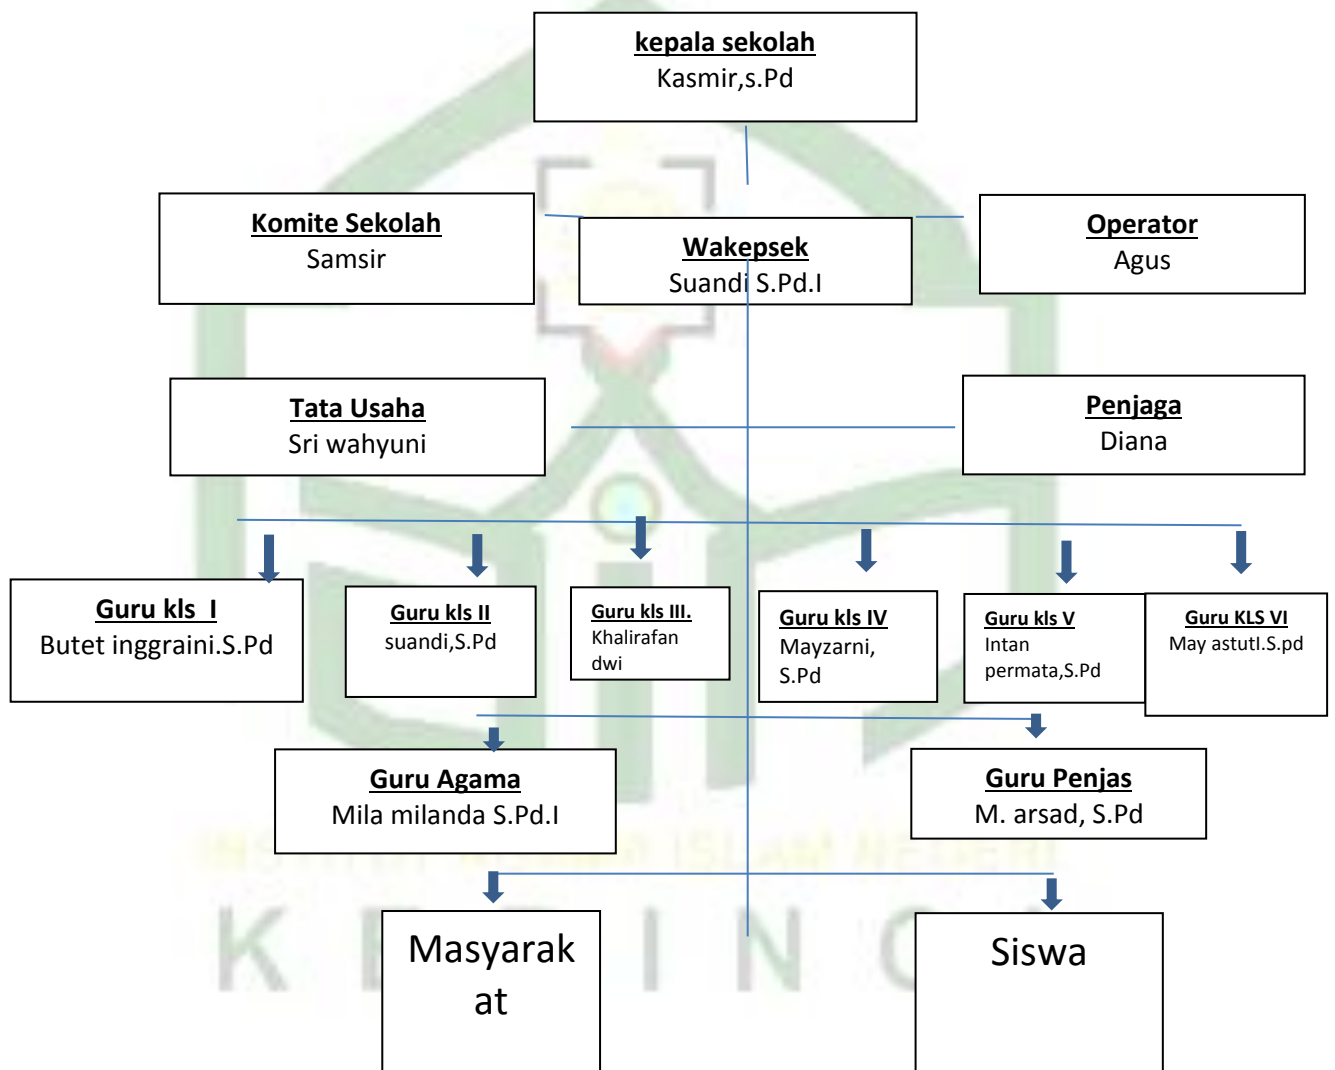 kepala sekolah
Kasmir,s.Pd
Komite Sekolah
Samsir
Wakepsek
Suandi S.Pd.I
Operator
Agus
Tata Usaha
Sri wahyuni
Penjaga
Diana
Guru kls I
Butet inggraini.S.Pd
Guru kls II
suandi,S.Pd
Guru kls III.
Khalirafan
dwi
Guru kls IV
Mayzarni,
S.Pd
Guru kls V
Intan
permata,S.Pd
Guru KLS VI
May astutI.S.pd
Guru Agama
Mila milanda S.Pd.I
Guru Penjas
M. arsad, S.Pd
ISLAM NEGERI
K I N
Masyarak
at
Siswa